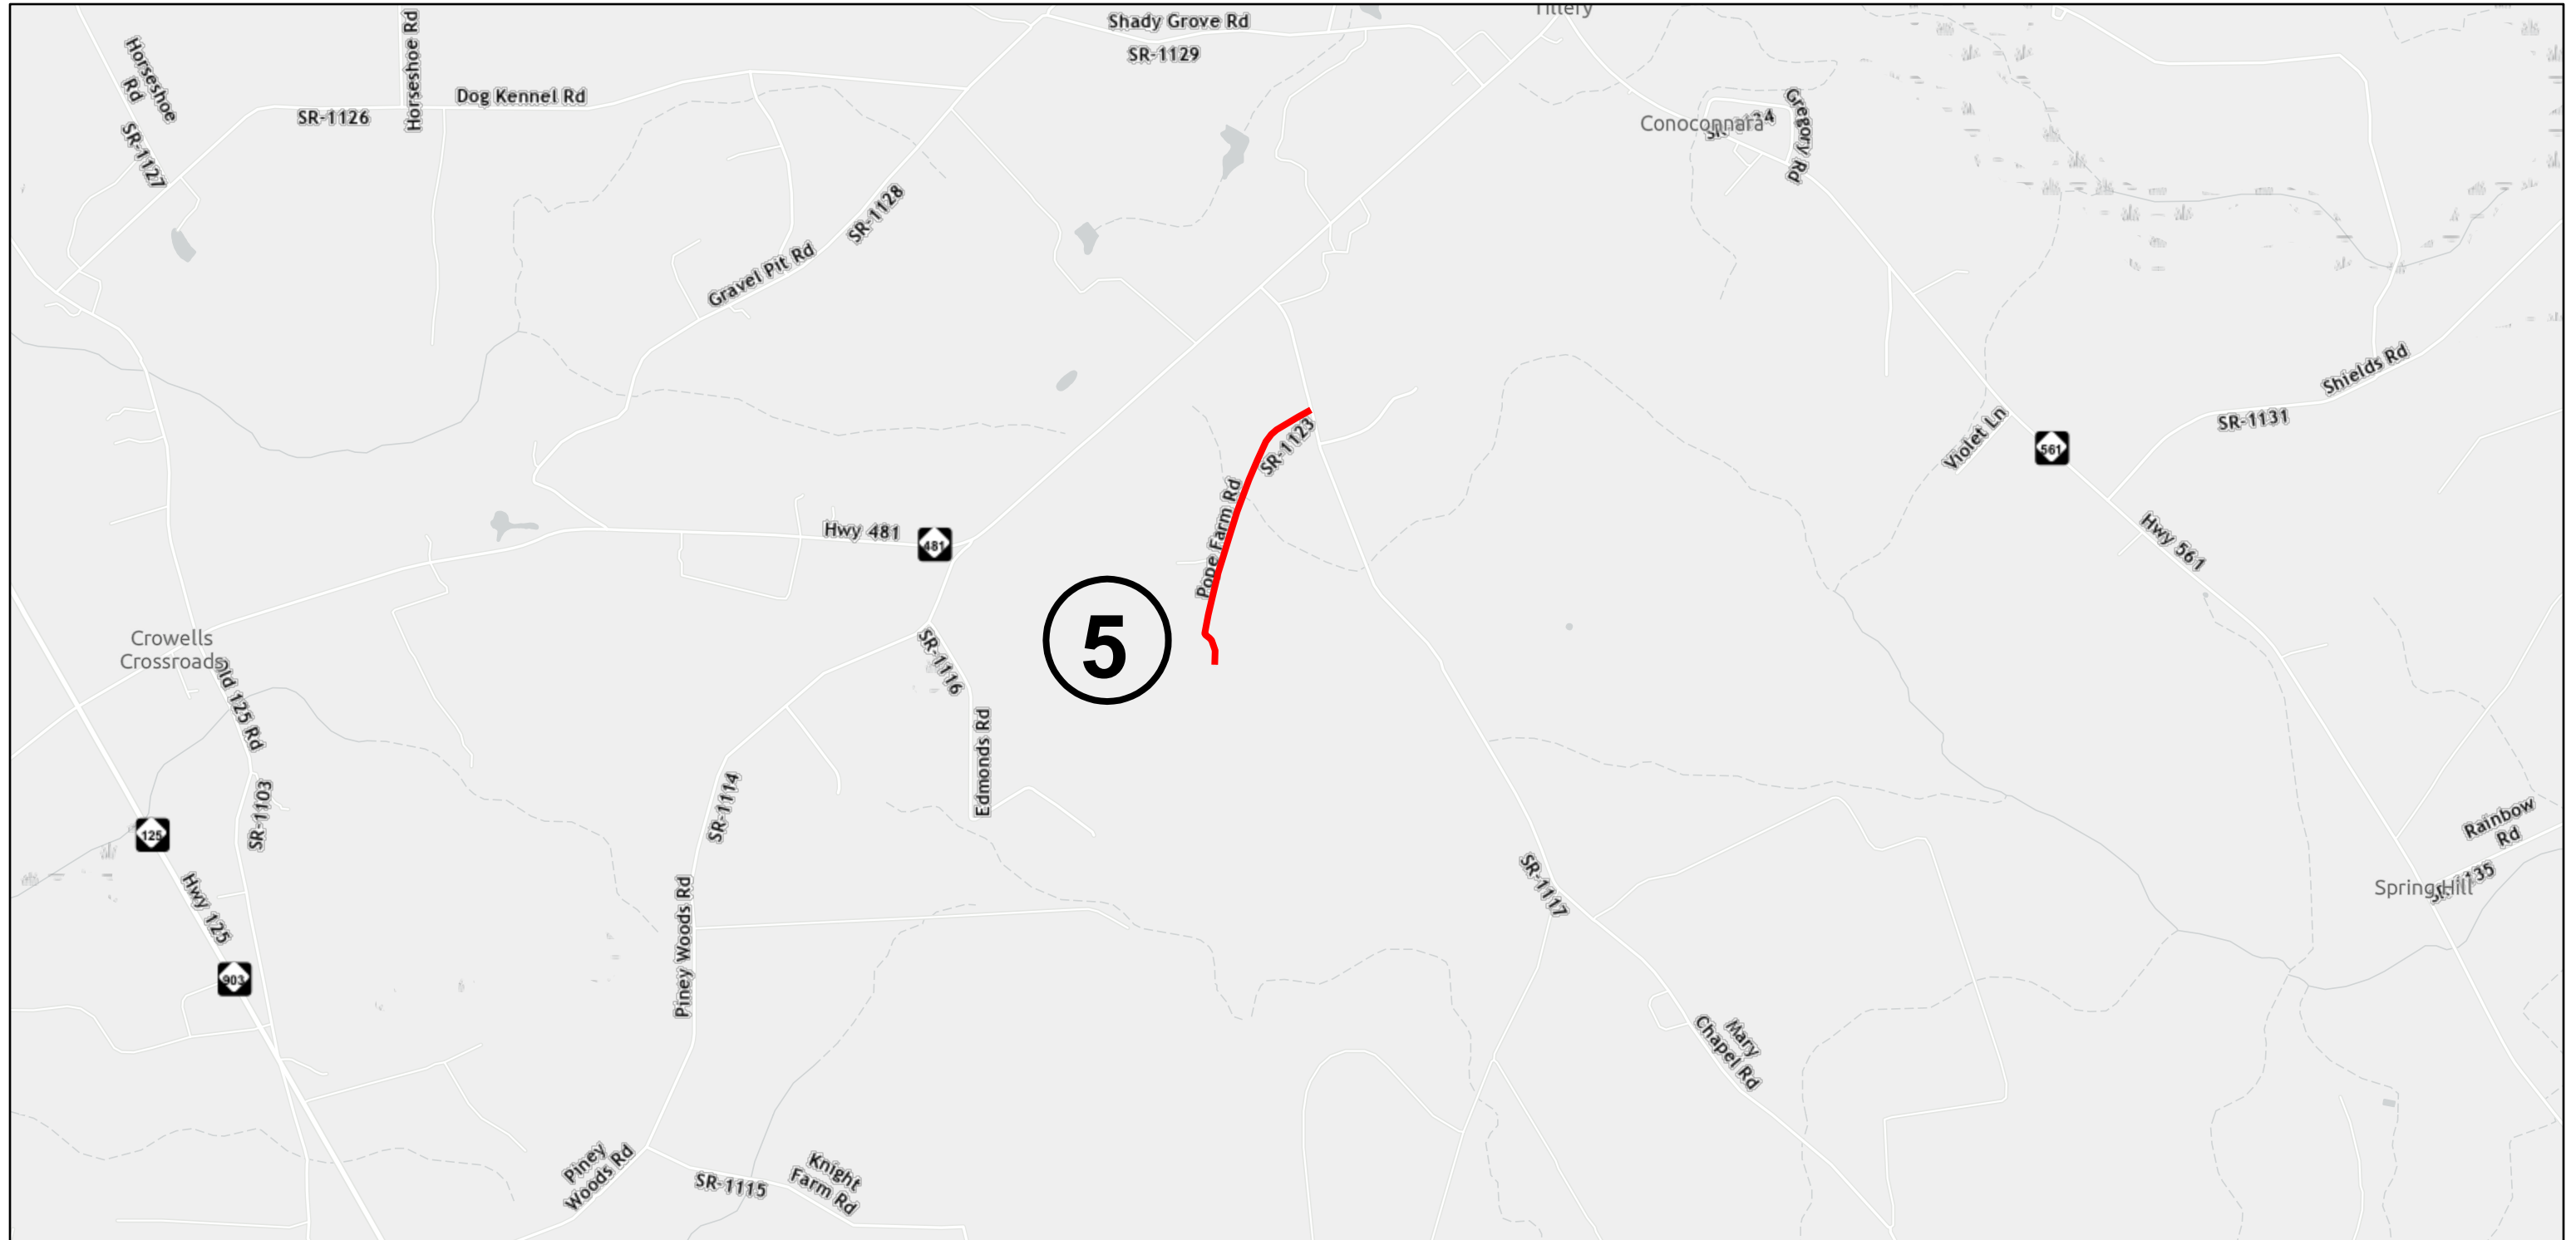 Tillery
Shady Grove Rd
SR-1129
Horseshoe
Rd
SR-1127
Horseshoe Rd
Dog Kennel Rd
SR-1126
Conoconnara
Gregory Rd
SR-1128
Gravel Pit Rd
Shields Rd
SR-1131
Violet Ln
561
Hwy 561
SR-1123
Pope Farm Rd
Hwy 481
481
5
Crowells
Crossroads
Old 125 Rd
SR-1103
SR-1116
Edmonds Rd
SR-1114
Piney Woods Rd
125
Hwy 125
903
SR-1117
Rainbow
Rd
Spring Hill
SR-1135
Mary
Chapel Rd
Piney
Woods Rd
SR-1115
Knight
Farm Rd